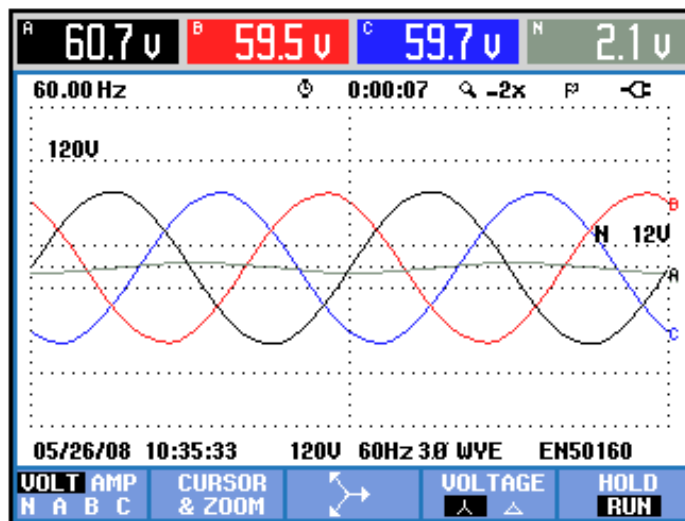 A 60.7 V B 59.5 V C 59.7 V N 2.1 V
60.00 Hz 0:00:07 -2x P
120V
B
N 12V
A
C
05/26/08 10:35:33 120V 60Hz 3Ø WYE EN50160
VOLT AMP CURSOR VOLTAGE HOLD
N A B C & ZOOM RUN